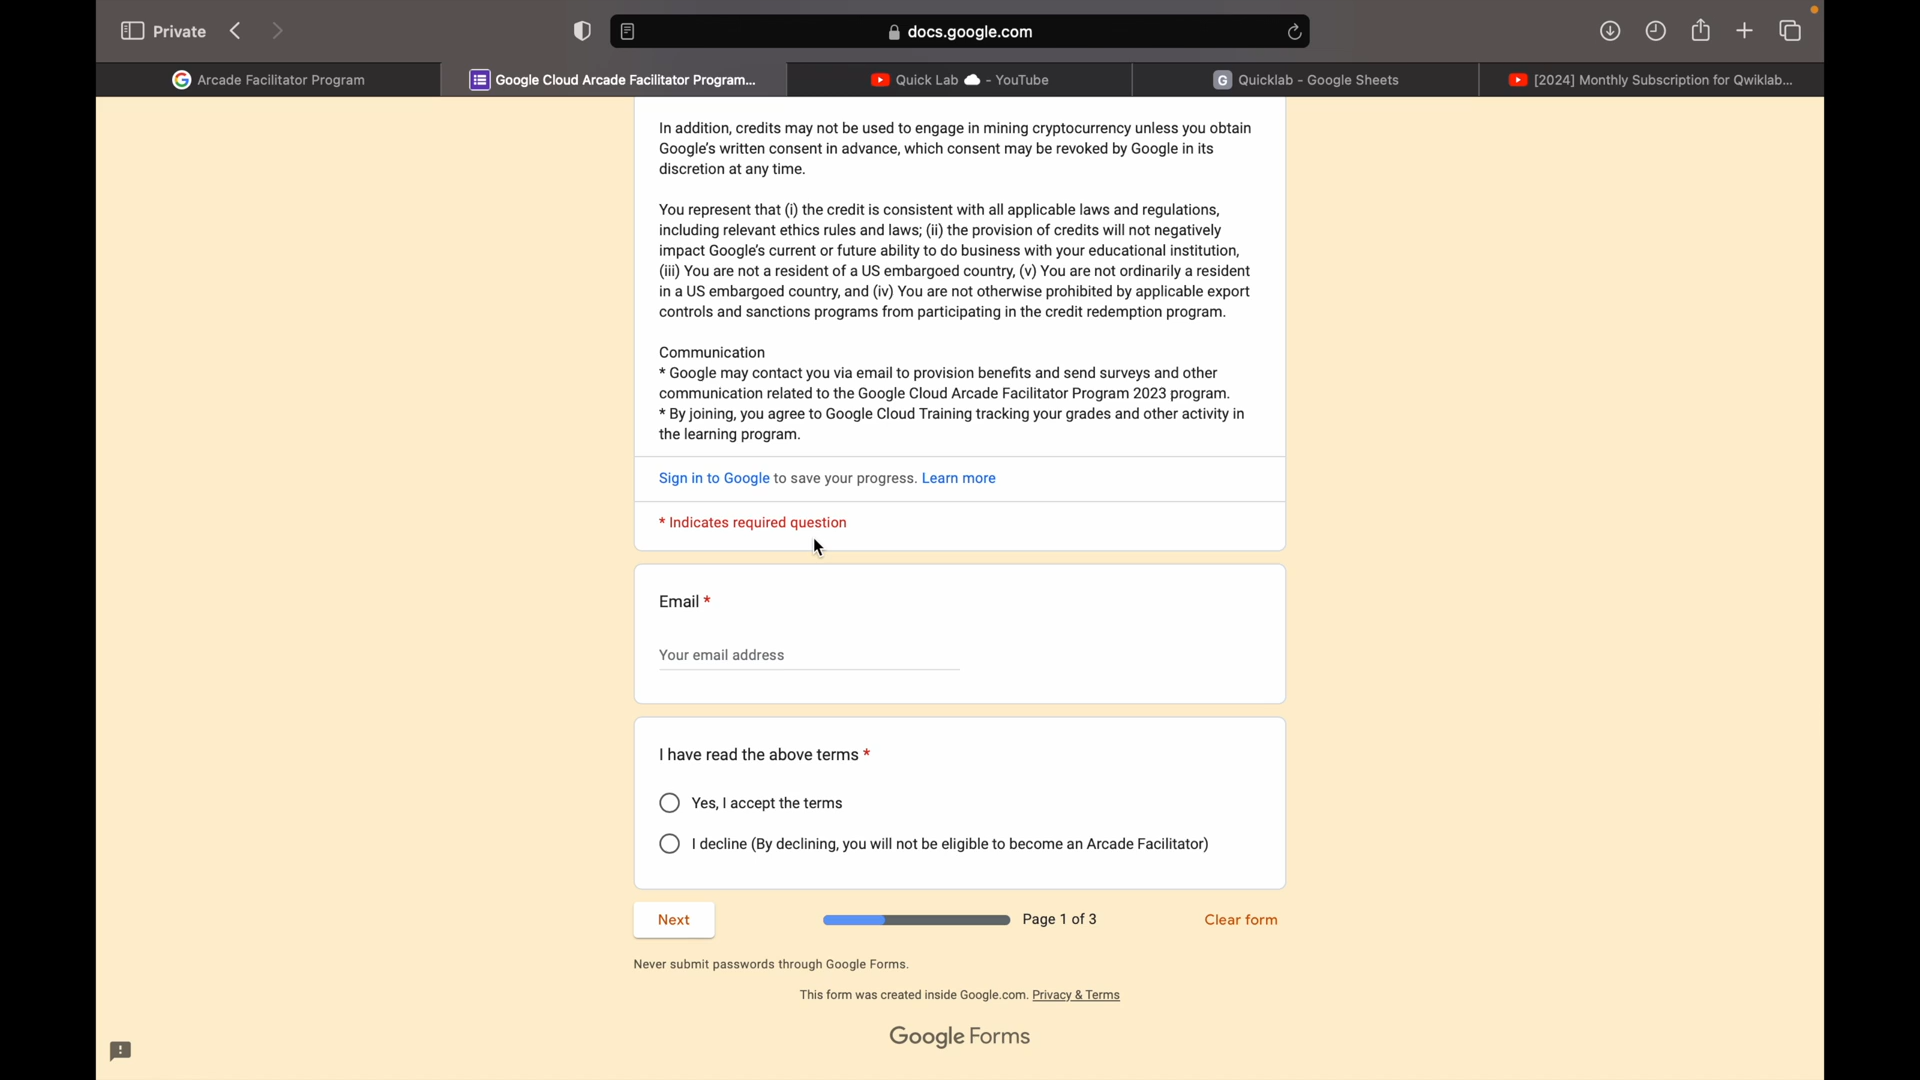 Private
docs.google.com
Arcade Facilitator Program
Google Cloud Arcade Facilitator Program...
Quick Lab ☁ - YouTube
G Quicklab - Google Sheets
[2024] Monthly Subscription for Qwiklab...
In addition, credits may not be used to engage in mining cryptocurrency unless you obtain
Google's written consent in advance, which consent may be revoked by Google in its
discretion at any time.
You represent that (i) the credit is consistent with all applicable laws and regulations,
including relevant ethics rules and laws; (ii) the provision of credits will not negatively
impact Google's current or future ability to do business with your educational institution,
(iii) You are not a resident of a US embargoed country, (v) You are not ordinarily a resident
in a US embargoed country, and (iv) You are not otherwise prohibited by applicable export
controls and sanctions programs from participating in the credit redemption program.
Communication
* Google may contact you via email to provision benefits and send surveys and other
communication related to the Google Cloud Arcade Facilitator Program 2023 program.
* By joining, you agree to Google Cloud Training tracking your grades and other activity in
the learning program.
Sign in to Google to save your progress. Learn more
* Indicates required question
Email *
Your email address
I have read the above terms *
Yes, I accept the terms
I decline (By declining, you will not be eligible to become an Arcade Facilitator)
Next
Page 1 of 3
Clear form
Never submit passwords through Google Forms.
This form was created inside Google.com. Privacy & Terms
Google Forms